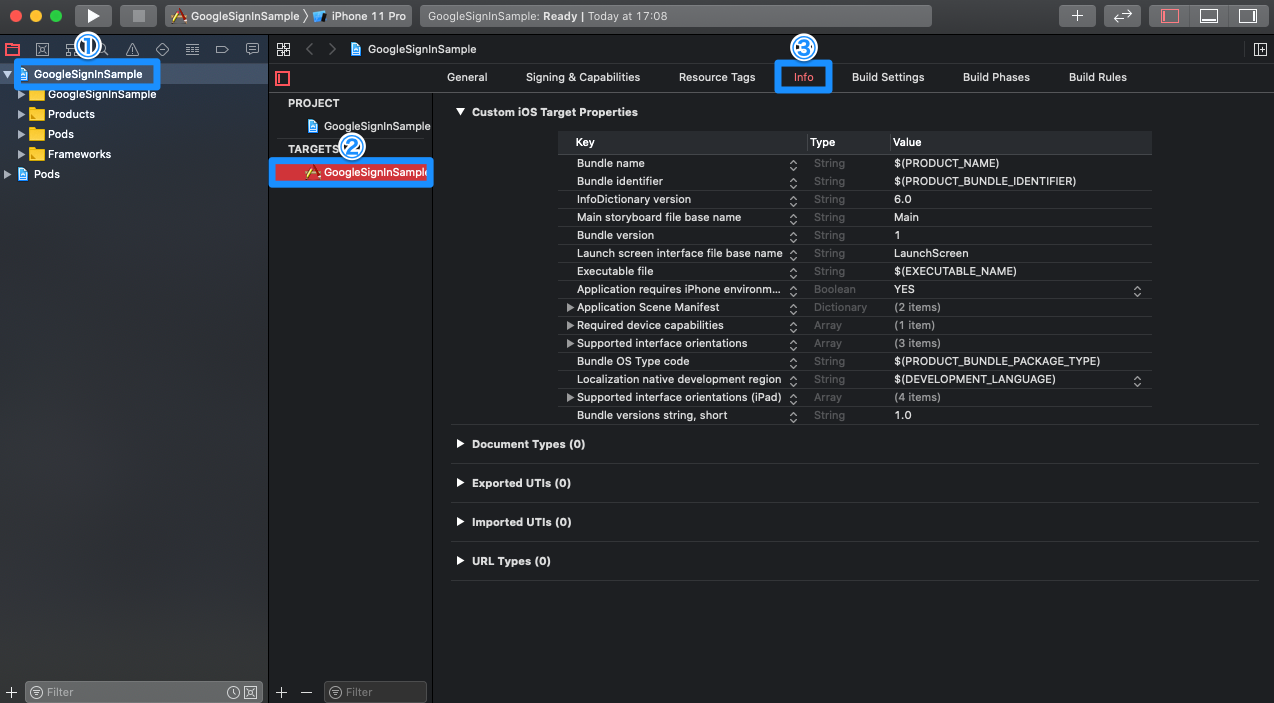 GoogleSignInSample 〉 iPhone 11 Pro
GoogleSignInSample: Ready | Today at 17:08
①
③
GoogleSignInSample
GoogleSignInSample
GoogleSignInSample
Products
Pods
Frameworks
Pods
General Signing & Capabilities Resource Tags Info Build Settings Build Phases Build Rules
PROJECT
GoogleSignInSample
②
TARGETS
GoogleSignInSample
Custom iOS Target Properties
Key Type Value
Bundle name String $(PRODUCT_NAME)
Bundle identifier String $(PRODUCT_BUNDLE_IDENTIFIER)
InfoDictionary version String 6.0
Main storyboard file base name String Main
Bundle version String 1
Launch screen interface file base name String LaunchScreen
Executable file String $(EXECUTABLE_NAME)
Application requires iPhone environm... Boolean YES
Application Scene Manifest Dictionary (2 items)
Required device capabilities Array (1 item)
Supported interface orientations Array (3 items)
Bundle OS Type code String $(PRODUCT_BUNDLE_PACKAGE_TYPE)
Localization native development region String $(DEVELOPMENT_LANGUAGE)
Supported interface orientations (iPad) Array (4 items)
Bundle versions string, short String 1.0
Document Types (0)
Exported UTIs (0)
Imported UTIs (0)
URL Types (0)
Filter
Filter